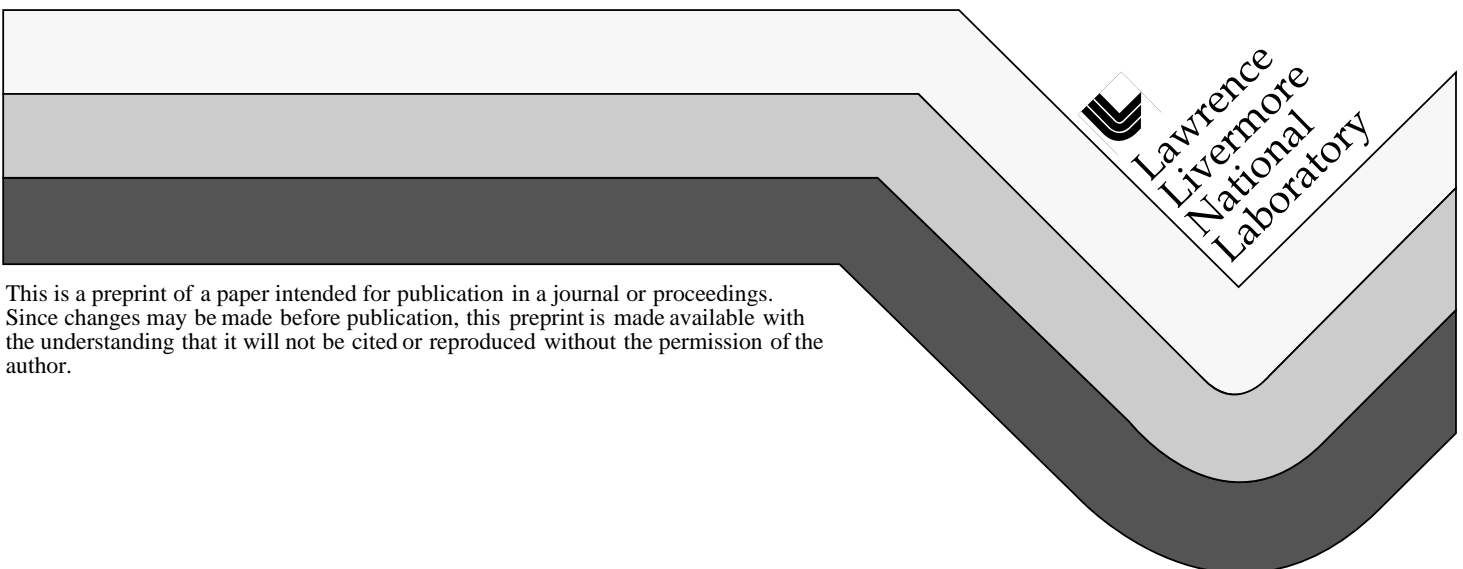 Lawrence
Livermore
National
Laboratory
This is a preprint of a paper intended for publication in a journal or proceedings.
Since changes may be made before publication, this preprint is made available with
the understanding that it will not be cited or reproduced without the permission of the
author.